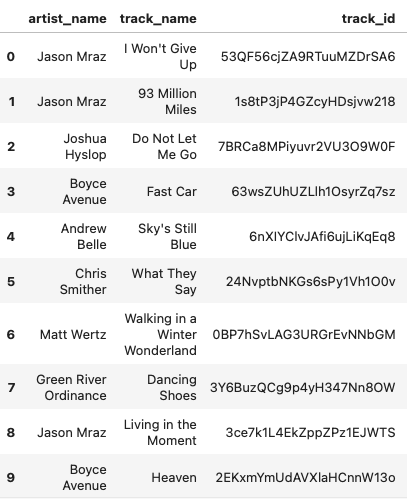 artist_name track_name track_id
0 Jason Mraz I Won't Give Up 53QF56cjZA9RTuuMZDrSA6
1 Jason Mraz 93 Million Miles 1s8tP3jP4GZcyHDsjvw218
2 Joshua Hyslop Do Not Let Me Go 7BRCa8MPiyuvr2VU3O9W0F
3 Boyce Avenue Fast Car 63wsZUhUZLlh1OsyrZq7sz
4 Andrew Belle Sky's Still Blue 6nXIYClvJAfi6ujLiKqEq8
5 Chris Smither What They Say 24NvptbNKGs6sPy1Vh1O0v
6 Matt Wertz Walking in a Winter Wonderland 0BP7hSvLAG3URGrEvNNbGM
7 Green River Ordinance Dancing Shoes 3Y6BuzQCg9p4yH347Nn8OW
8 Jason Mraz Living in the Moment 3ce7k1L4EkZppZPz1EJWTS
9 Boyce Avenue Heaven 2EKxmYmUdAVXlaHCnnW13o